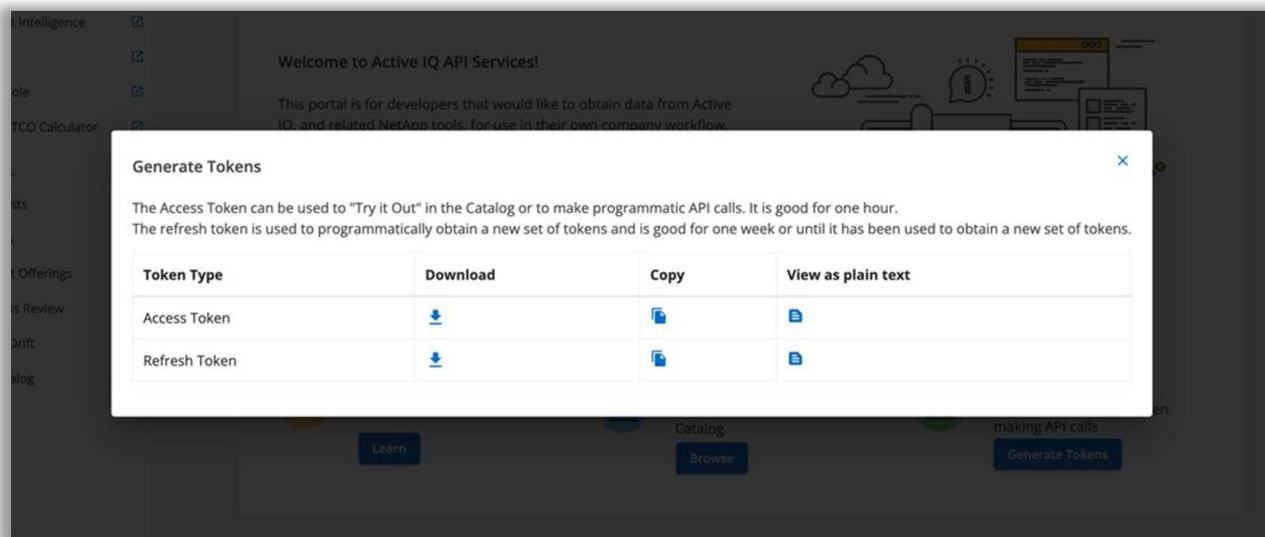 t Intelligence
ole
TCO Calculator
sts
t Offerings
s Review
Drift
alog
Welcome to Active IQ API Services!
This portal is for developers that would like to obtain data from Active
IQ, and related NetApp tools, for use in their own company workflow.
Generate Tokens
The Access Token can be used to "Try it Out" in the Catalog or to make programmatic API calls. It is good for one hour.
The refresh token is used to programmatically obtain a new set of tokens and is good for one week or until it has been used to obtain a new set of tokens.
Token Type Download Copy View as plain text
Access Token
Refresh Token
en
Catalog making API calls
Learn Browse Generate Tokens